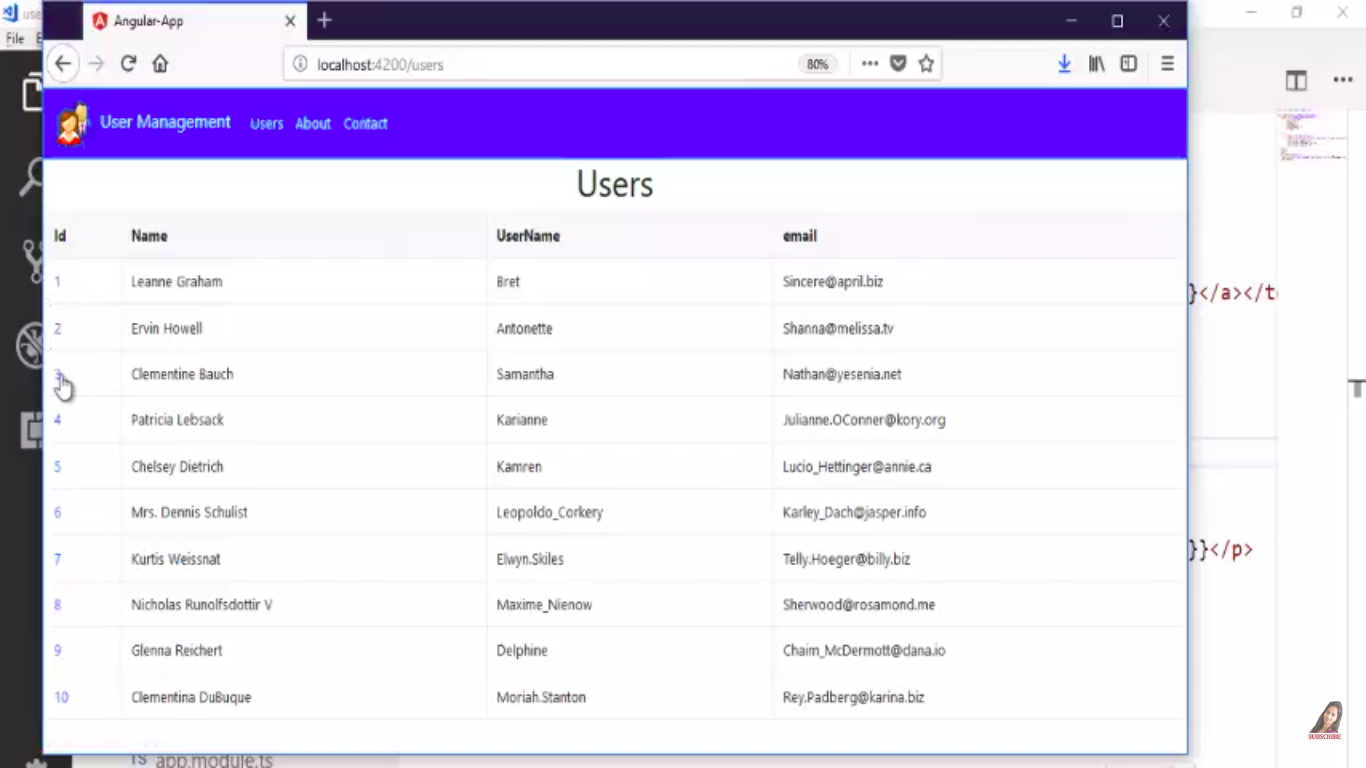 use
Angular-App
File E
localhost:4200/users
80%
User Management Users About Contact
Users
Id Name UserName email
1 Leanne Graham Bret Sincere@april.biz
}</a></t
2 Ervin Howell Antonette Shanna@melissa.tv
3 Clementine Bauch Samantha Nathan@yesenia.net
4 Patricia Lebsack Karianne Julianne.OConner@kory.org
5 Chelsey Dietrich Kamren Lucio_Hettinger@annie.ca
6 Mrs. Dennis Schulist Leopoldo_Corkery Karley_Dach@jasper.info
7 Kurtis Weissnat Elwyn.Skiles Telly.Hoeger@billy.biz
}}</p>
8 Nicholas Runolfsdottir V Maxime_Nienow Sherwood@rosamond.me
9 Glenna Reichert Delphine Chaim_McDermott@dana.io
10 Clementina DuBuque Moriah.Stanton Rey.Padberg@karina.biz
SUBSCRIBE
TS app.module.ts